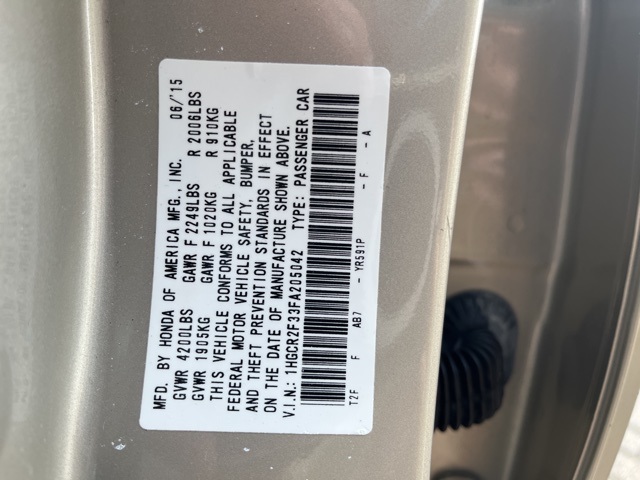 MFD. BY HONDA OF AMERICA MFG., INC. 06/'15
GVWR 4200LBS GAWR F 2249LBS R 2006LBS
GVWR 1905KG GAWR F 1020KG R 910KG
THIS VEHICLE CONFORMS TO ALL APPLICABLE
FEDERAL MOTOR VEHICLE SAFETY, BUMPER,
AND THEFT PREVENTION STANDARDS IN EFFECT
ON THE DATE OF MANUFACTURE SHOWN ABOVE.
V.I.N.: 1HGCR2F33FA205042 TYPE: PASSENGER CAR
T2F F AB7 - YR591P - F - A